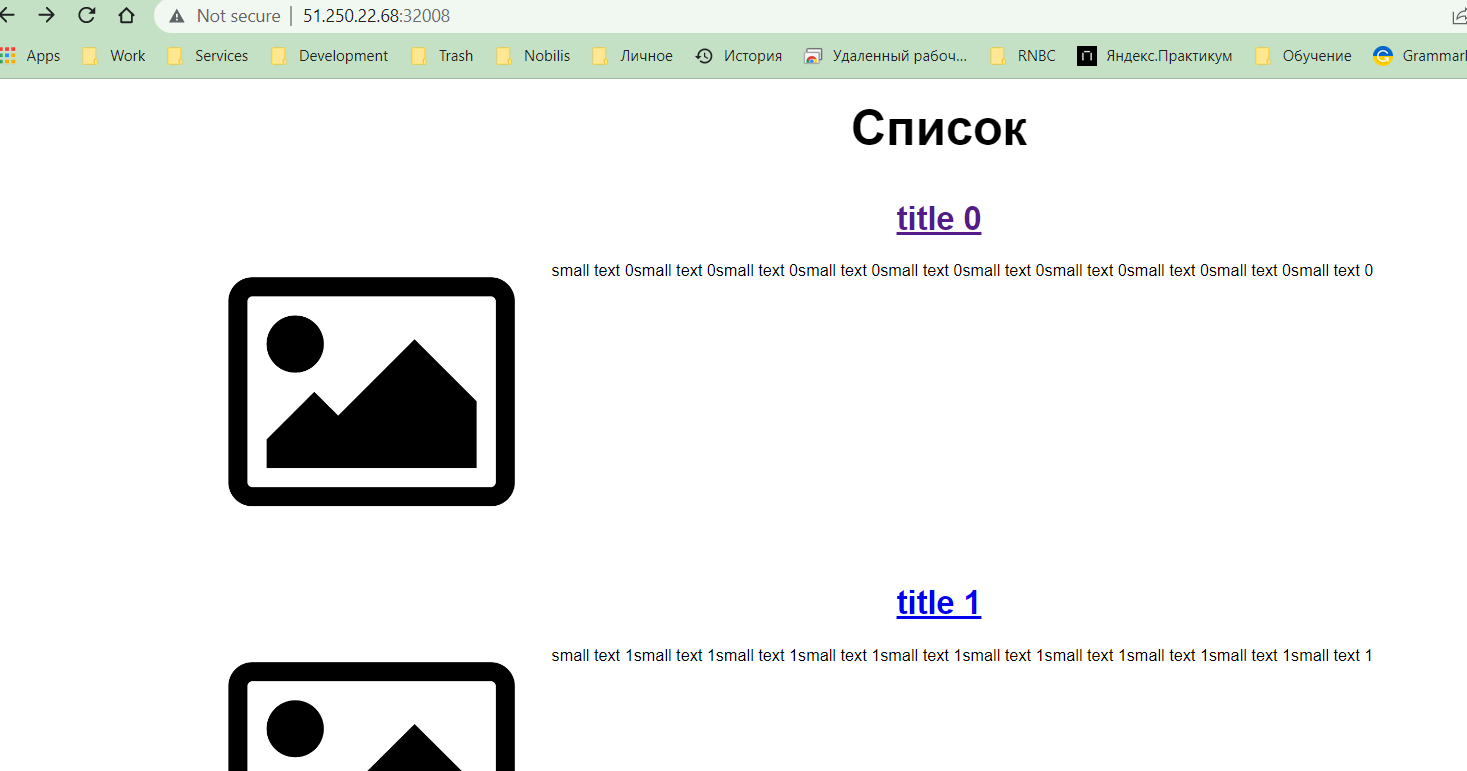 Not secure | 51.250.22.68:32008
Apps Work Services Development Trash Nobilis Личное История Удаленный рабоч... RNBC Яндекс.Практикум Обучение Grammarl
Список
title 0
small text 0small text 0small text 0small text 0small text 0small text 0small text 0small text 0small text 0small text 0
title 1
small text 1small text 1small text 1small text 1small text 1small text 1small text 1small text 1small text 1small text 1